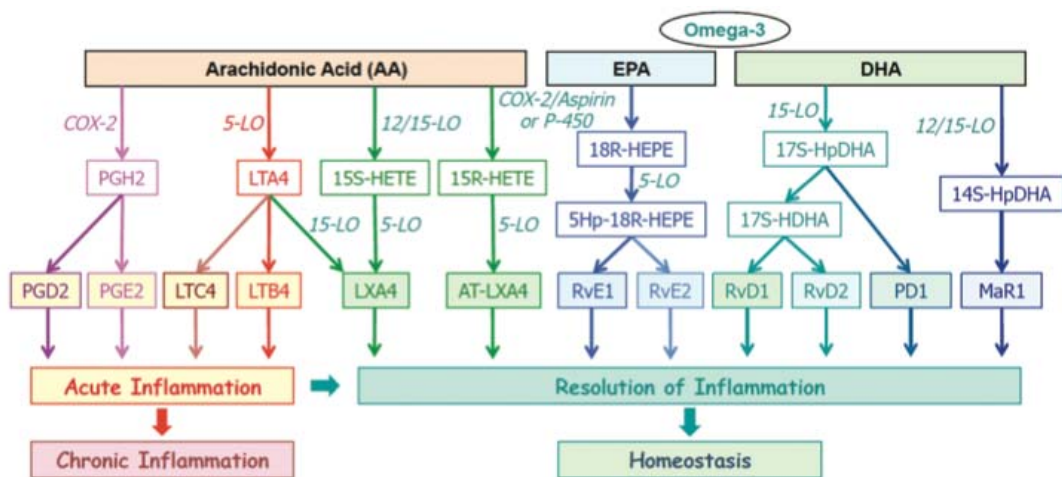 Omega-3
Arachidonic Acid (AA)
EPA
DHA
COX-2
5-LO
12/15-LO
COX-2/Aspirin
or P-450
15-LO
12/15-LO
PGH2
LTA4
15S-HETE
15R-HETE
18R-HEPE
17S-HpDHA
5-LO
14S-HpDHA
15-LO
5-LO
5-LO
5Hp-18R-HEPE
17S-HDHA
PGD2
PGE2
LTC4
LTB4
LXA4
AT-LXA4
RvE1
RvE2
RvD1
RvD2
PD1
MaR1
Acute Inflammation
Resolution of Inflammation
Chronic Inflammation
Homeostasis